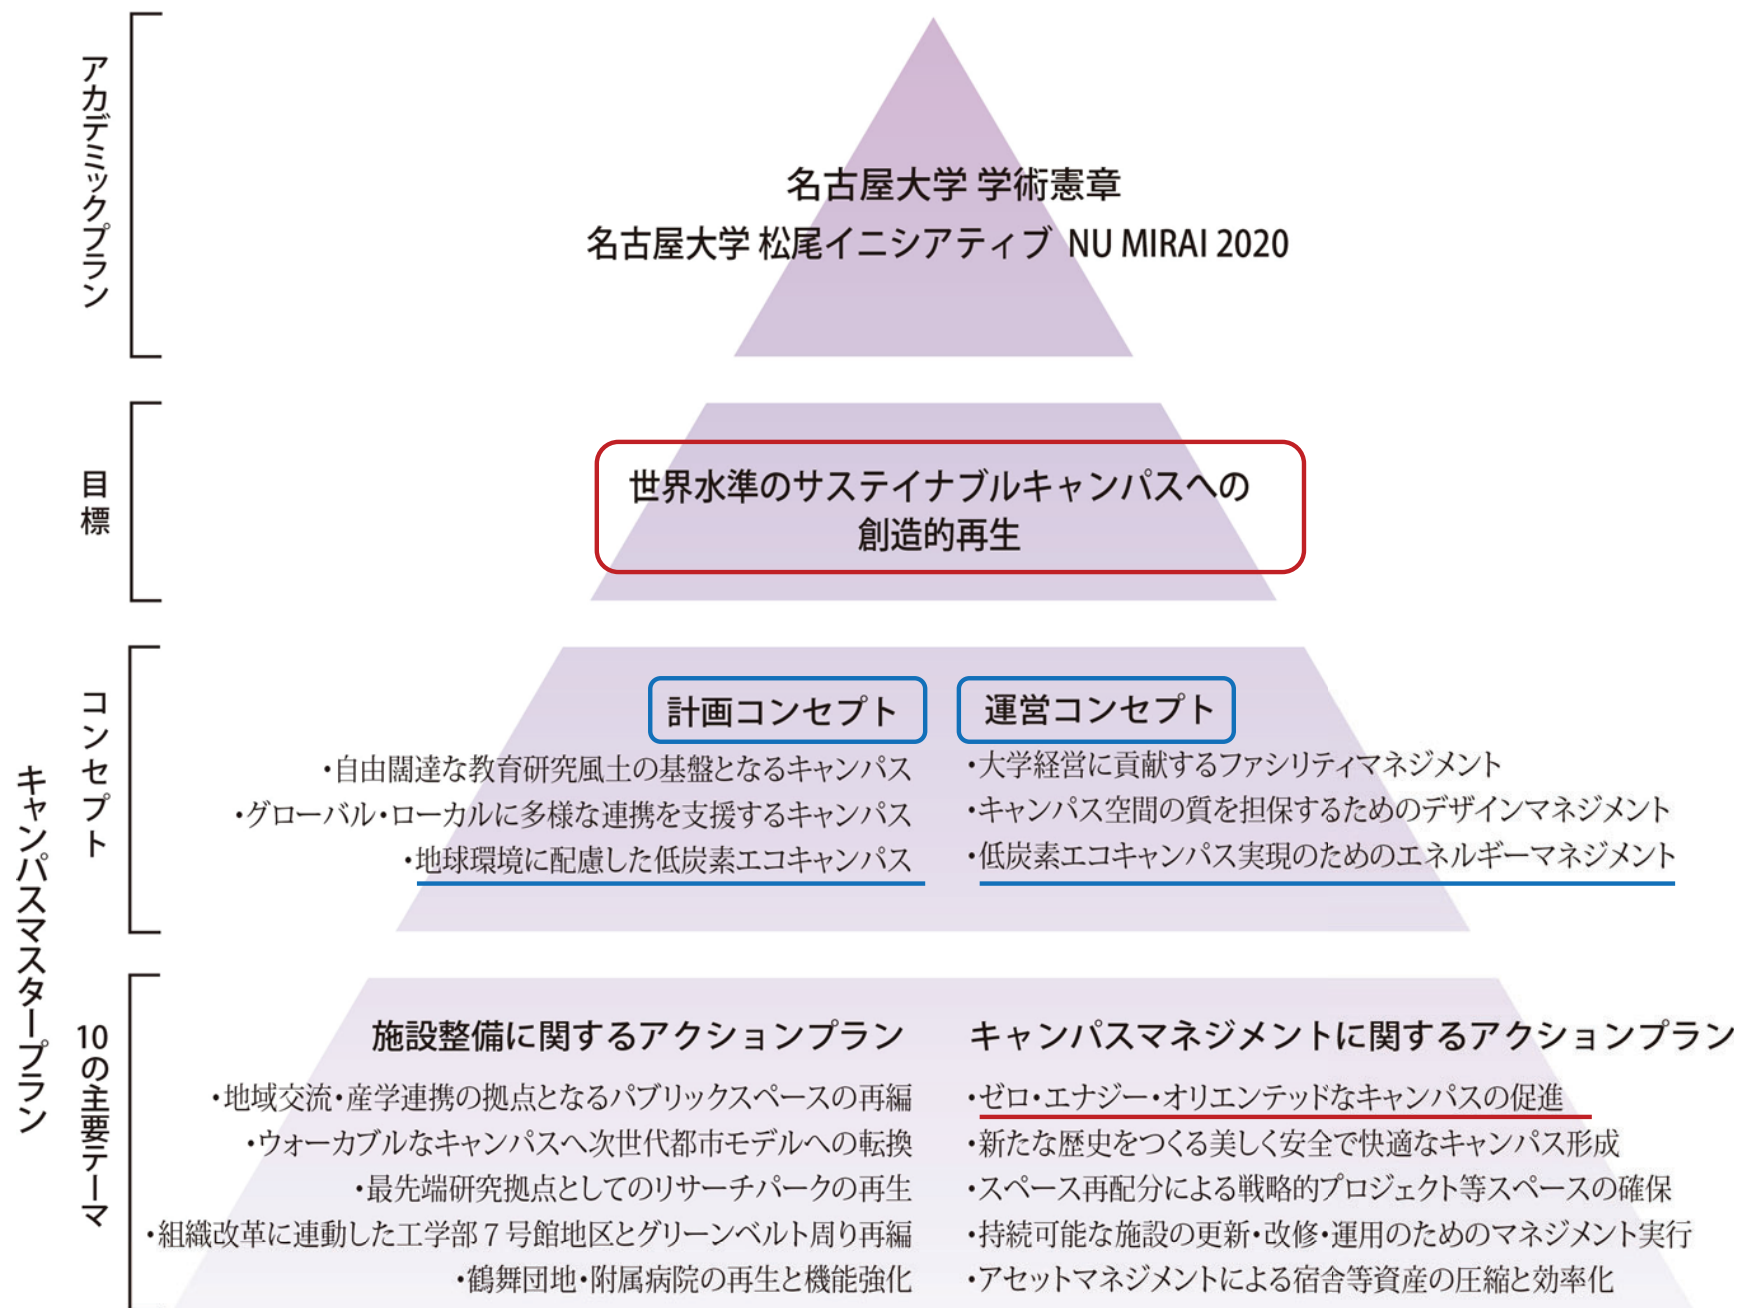 アカデミックプラン
名古屋大学 学術憲章
名古屋大学 松尾イニシアティブ NU MIRAI 2020
目標
世界水準のサステイナブルキャンパスへの
創造的再生
キャンパスマスタープラン
コンセプト
計画コンセプト
・自由闊達な教育研究風土の基盤となるキャンパス
・グローバル・ローカルに多様な連携を支援するキャンパス
・地球環境に配慮した低炭素エコキャンパス
運営コンセプト
・大学経営に貢献するファシリティマネジメント
・キャンパス空間の質を担保するためのデザインマネジメント
・低炭素エコキャンパス実現のためのエネルギーマネジメント
10の主要テーマ
施設整備に関するアクションプラン
・地域交流・産学連携の拠点となるパブリックスペースの再編
・ウォーカブルなキャンパスへ次世代都市モデルへの転換
・最先端研究拠点としてのリサーチパークの再生
・組織改革に連動した工学部7号館地区とグリーンベルト周り再編
・鶴舞団地・附属病院の再生と機能強化
キャンパスマネジメントに関するアクションプラン
・ゼロ・エナジー・オリエンテッドなキャンパスの促進
・新たな歴史をつくる美しく安全で快適なキャンパス形成
・スペース再配分による戦略的プロジェクト等スペースの確保
・持続可能な施設の更新・改修・運用のためのマネジメント実行
・アセットマネジメントによる宿舎等資産の圧縮と効率化